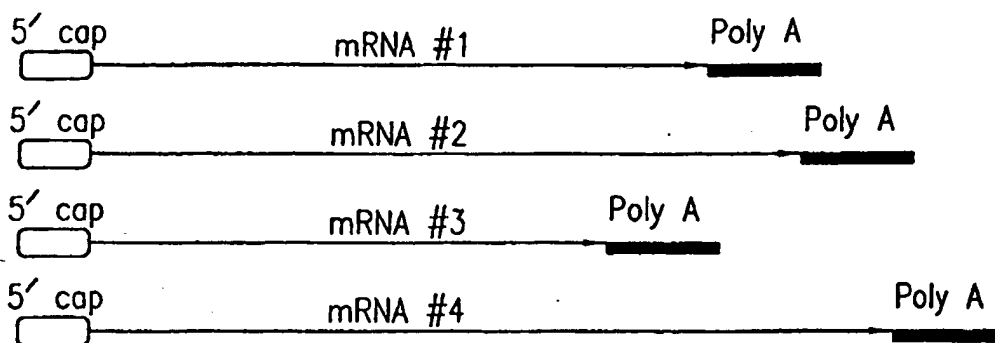 5′ cap mRNA #1 Poly A
5′ cap mRNA #2 Poly A
5′ cap mRNA #3 Poly A
5′ cap mRNA #4 Poly A